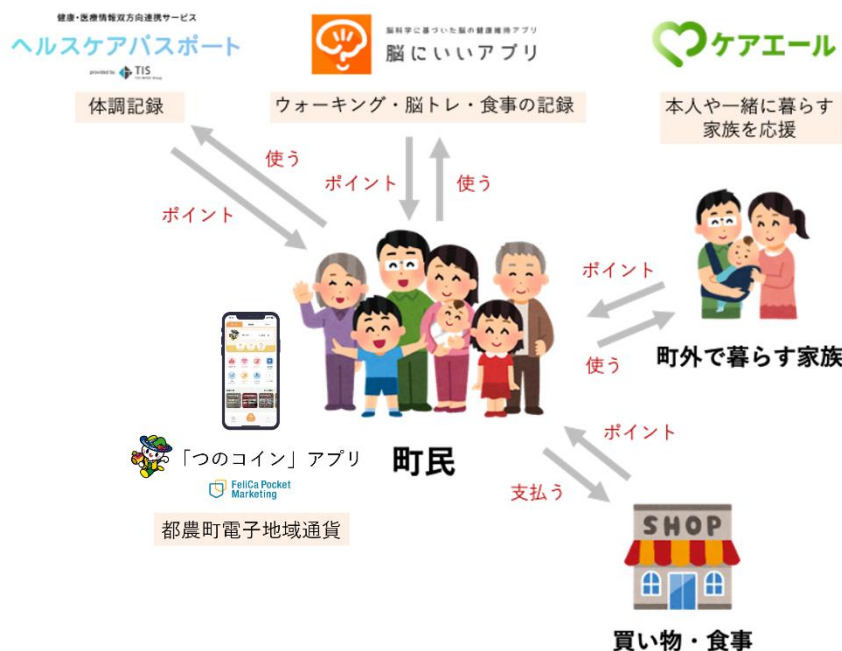 健康・医療情報双方向連携サービス
ヘルスケアパスポート
provided by TIS
体調記録
脳科学に基づいた脳の健康維持アプリ
脳にいいアプリ
ウォーキング・脳トレ・食事の記録
ケアエール
本人や一緒に暮らす
家族を応援
使う
ポイント
ポイント
使う
ポイント
使う
町外で暮らす家族
「つのコイン」アプリ
FeliCa Pocket
Marketing
都農町電子地域通貨
町民
ポイント
支払う
SHOP
買い物・食事